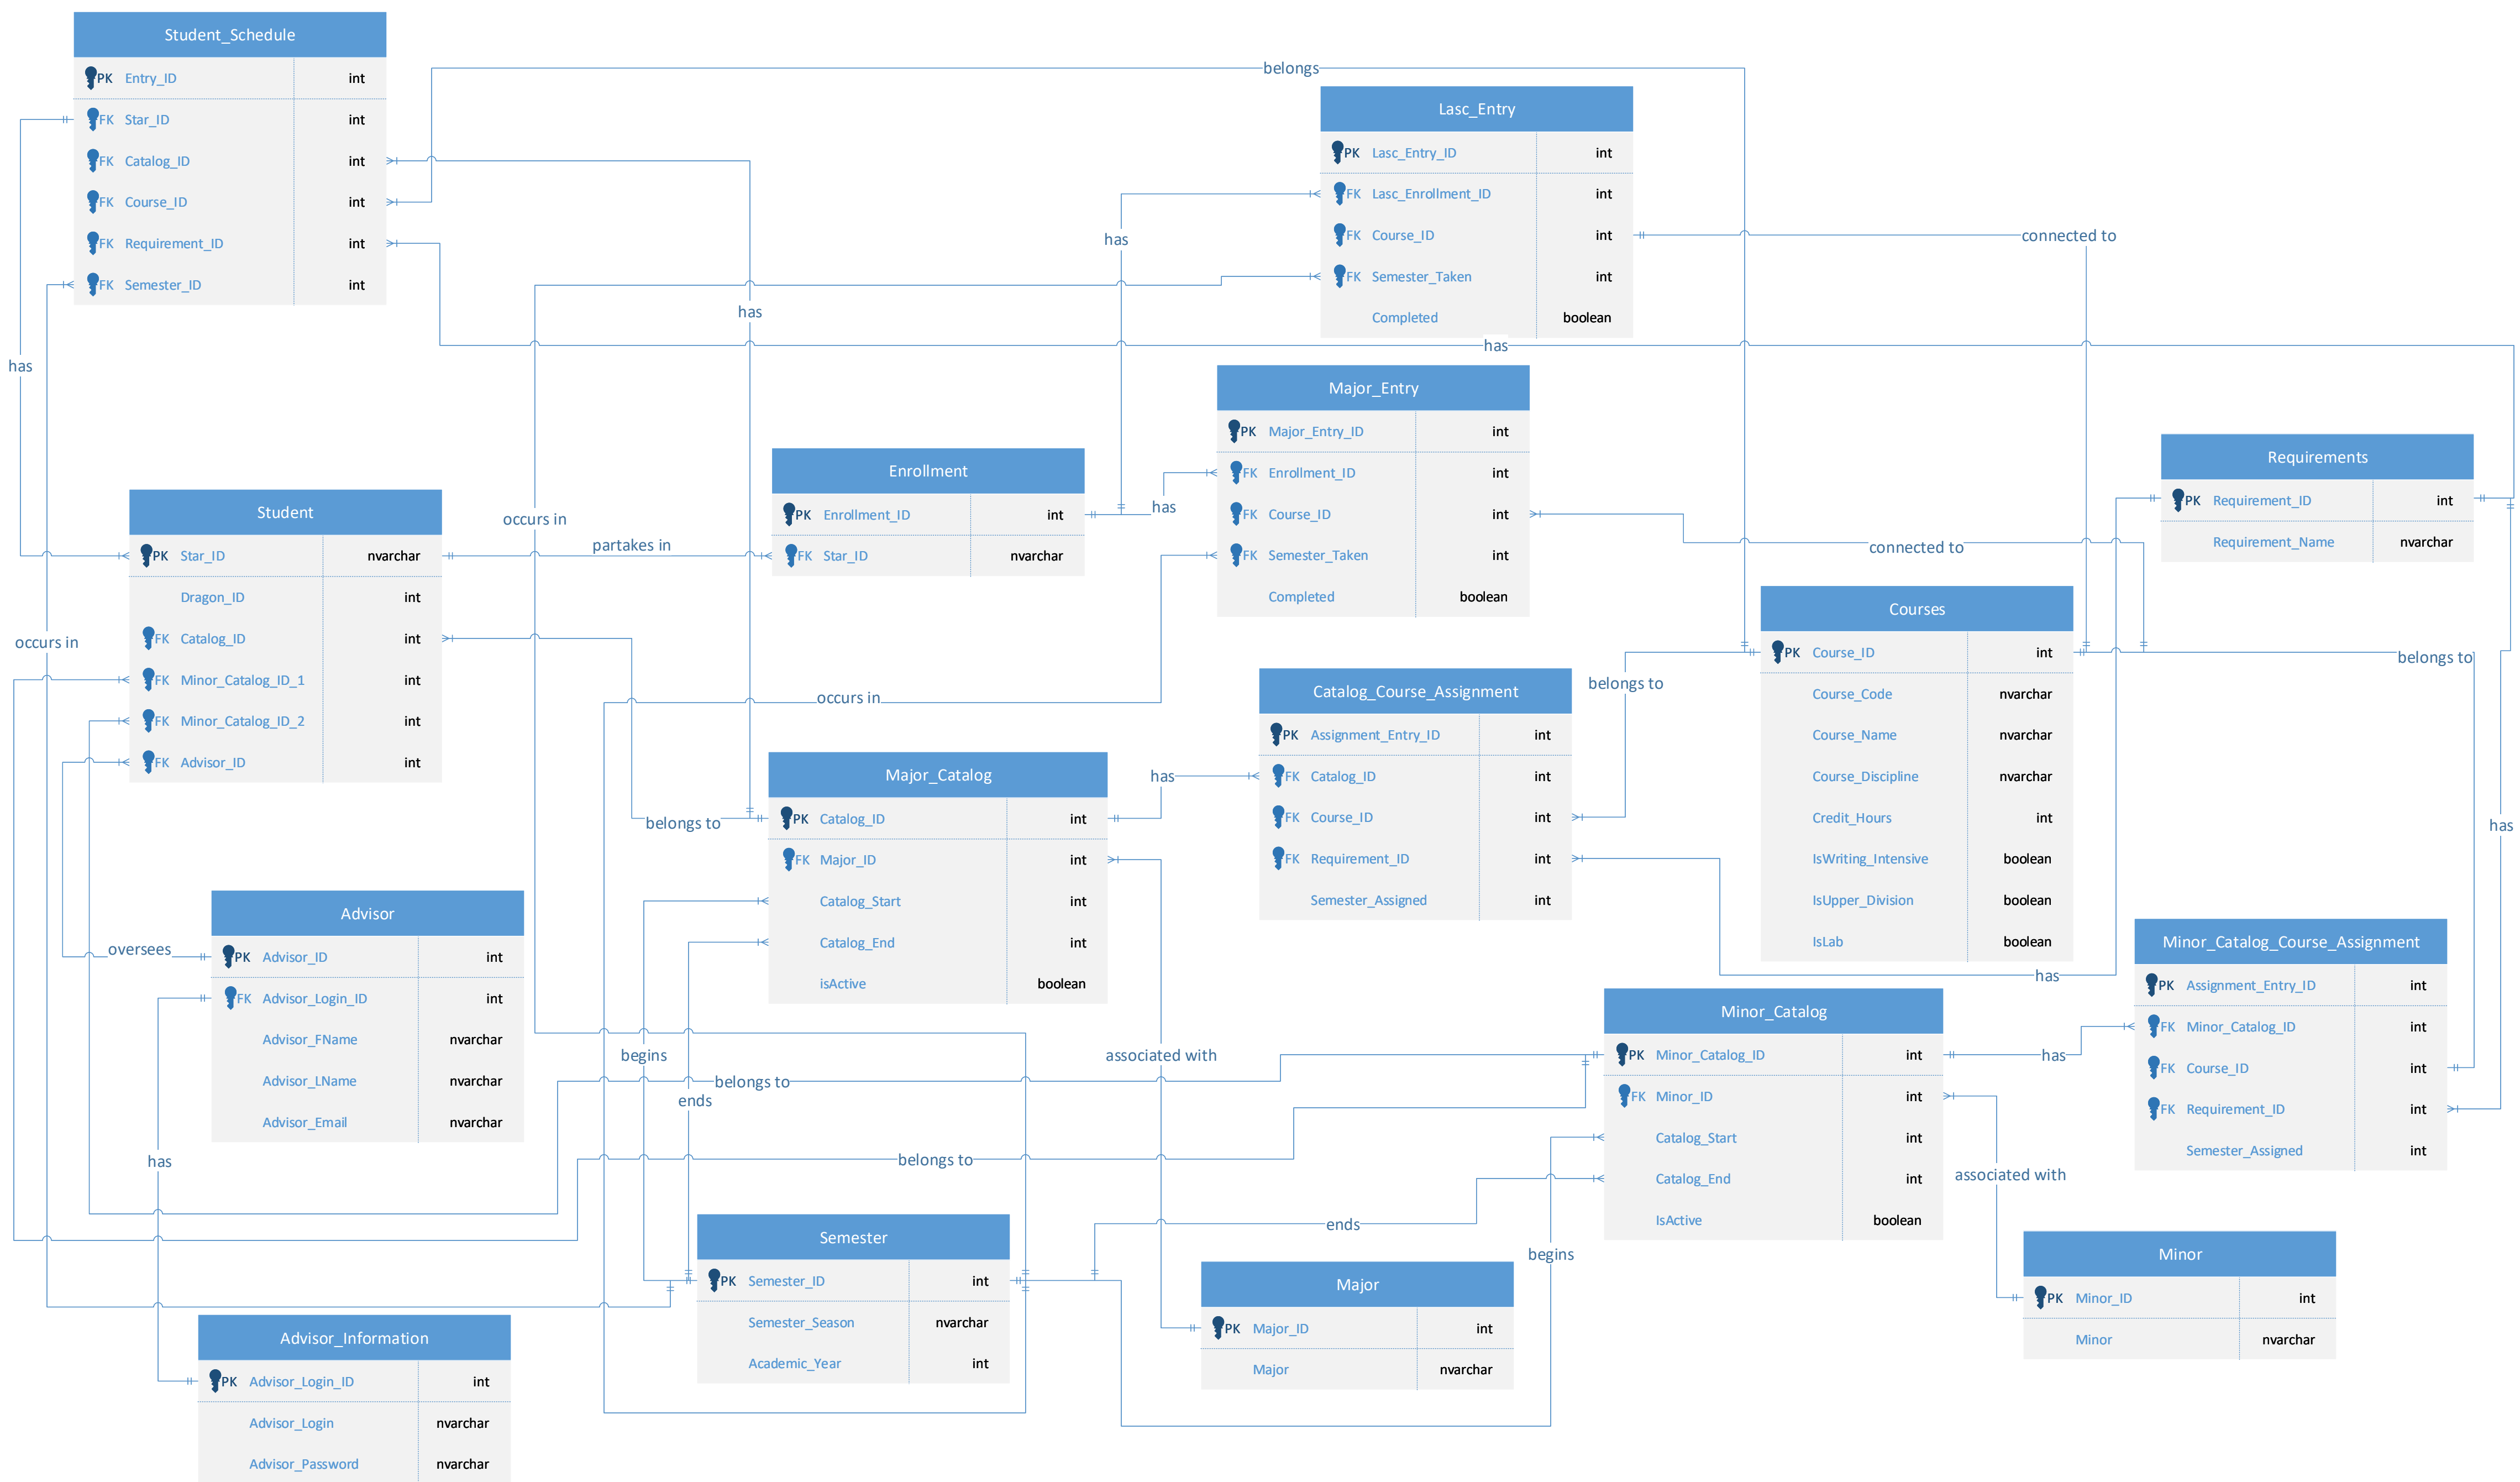 Student_Schedule
PK Entry_ID int
FK Star_ID int
FK Catalog_ID int
FK Course_ID int
FK Requirement_ID int
FK Semester_ID int
belongs
Lasc_Entry
PK Lasc_Entry_ID int
FK Lasc_Enrollment_ID int
FK Course_ID int
FK Semester_Taken int
Completed boolean
connected to
has
has
has
has
Major_Entry
PK Major_Entry_ID int
FK Enrollment_ID int
FK Course_ID int
FK Semester_Taken int
Completed boolean
Requirements
PK Requirement_ID int
Requirement_Name nvarchar
Enrollment
PK Enrollment_ID int
FK Star_ID nvarchar
has
Student
PK Star_ID nvarchar
Dragon_ID int
FK Catalog_ID int
FK Minor_Catalog_ID_1 int
FK Minor_Catalog_ID_2 int
FK Advisor_ID int
occurs in
partakes in
connected to
occurs in
occurs in
Courses
PK Course_ID int
Course_Code nvarchar
Course_Name nvarchar
Course_Discipline nvarchar
Credit_Hours int
IsWriting_Intensive boolean
IsUpper_Division boolean
IsLab boolean
belongs to
belongs to
Catalog_Course_Assignment
PK Assignment_Entry_ID int
FK Catalog_ID int
FK Course_ID int
FK Requirement_ID int
Semester_Assigned int
Major_Catalog
PK Catalog_ID int
FK Major_ID int
Catalog_Start int
Catalog_End int
isActive boolean
has
belongs to
has
Advisor
PK Advisor_ID int
FK Advisor_Login_ID int
Advisor_FName nvarchar
Advisor_LName nvarchar
Advisor_Email nvarchar
oversees
has
Minor_Catalog_Course_Assignment
PK Assignment_Entry_ID int
FK Minor_Catalog_ID int
FK Course_ID int
FK Requirement_ID int
Semester_Assigned int
Minor_Catalog
PK Minor_Catalog_ID int
FK Minor_ID int
Catalog_Start int
Catalog_End int
IsActive boolean
begins
associated with
has
belongs to
ends
has
belongs to
associated with
ends
begins
Semester
PK Semester_ID int
Semester_Season nvarchar
Academic_Year int
Major
PK Major_ID int
Major nvarchar
Minor
PK Minor_ID int
Minor nvarchar
Advisor_Information
PK Advisor_Login_ID int
Advisor_Login nvarchar
Advisor_Password nvarchar